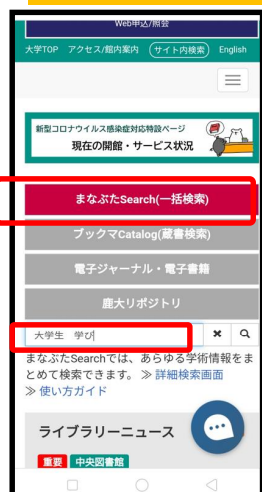 Web申込/照会
大学TOP アクセス/館内案内 サイト内検索 English
新型コロナウイルス感染症対応特設ページ
現在の開館・サービス状況
まなぶたSearch(一括検索)
ブックマCatalog(蔵書検索)
電子ジャーナル・電子書籍
鹿大リポジトリ
大学生 学び
まなぶたSearchでは、あらゆる学術情報をま
とめて検索できます。 ≫ 詳細検索画面
≫ 使い方ガイド
ライブラリーニュース
重要 中央図書館